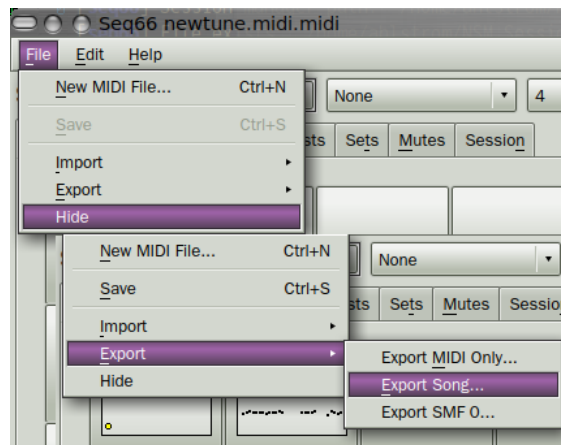 Seq66 newtune.midi.midi
File Edit Help
New MIDI File... Ctrl+N
None 4
Save Ctrl+S
sts Sets Mutes Session
Import
Export
Hide
New MIDI File... Ctrl+N
None
Save Ctrl+S
sts Sets Mutes Sessio
Import
Export
Export MIDI Only...
Hide
Export Song...
Export SMF 0...